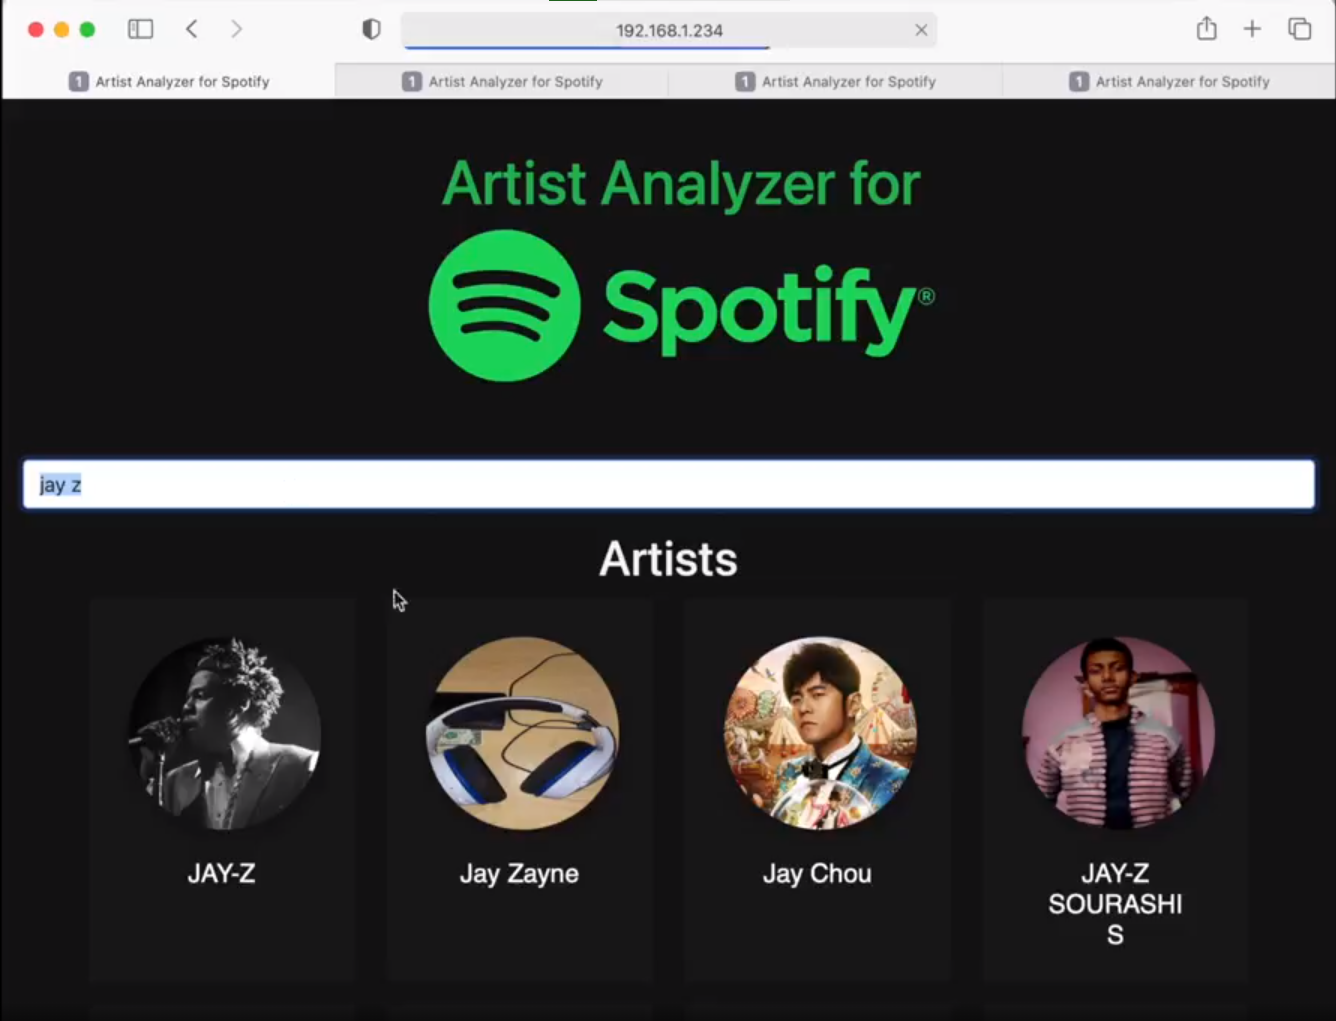 192.168.1.234
1 Artist Analyzer for Spotify
1 Artist Analyzer for Spotify
1 Artist Analyzer for Spotify
1 Artist Analyzer for Spotify
Artist Analyzer for
Spotify®
jay z
Artists
JAY-Z
Jay Zayne
Jay Chou
JAY-Z
SOURASHI
S